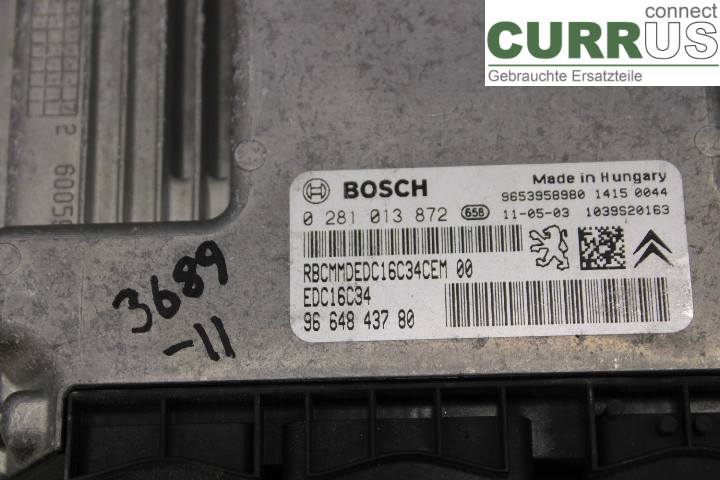 connect
CURRUS
Gebrauchte Ersatzteile
BOSCH
Made in Hungary
9653958980 1415 0044
0 281 013 872 658 11-05-03 1039S20163
RBCMMDEDC16C34CEM 00
EDC16C34
96 648 437 80
3689
-11